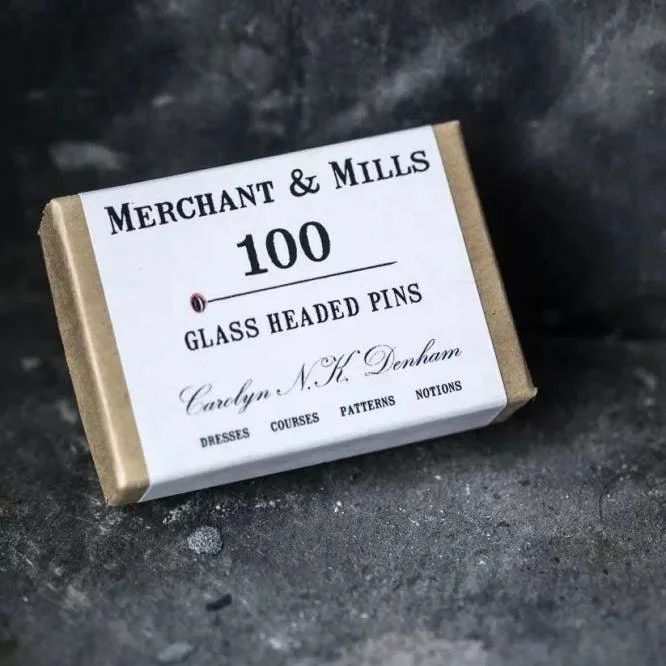 MERCHANT & MILLS
100
GLASS HEADED PINS
Carolyn N.K. Denham
DRESSES COURSES PATTERNS NOTIONS